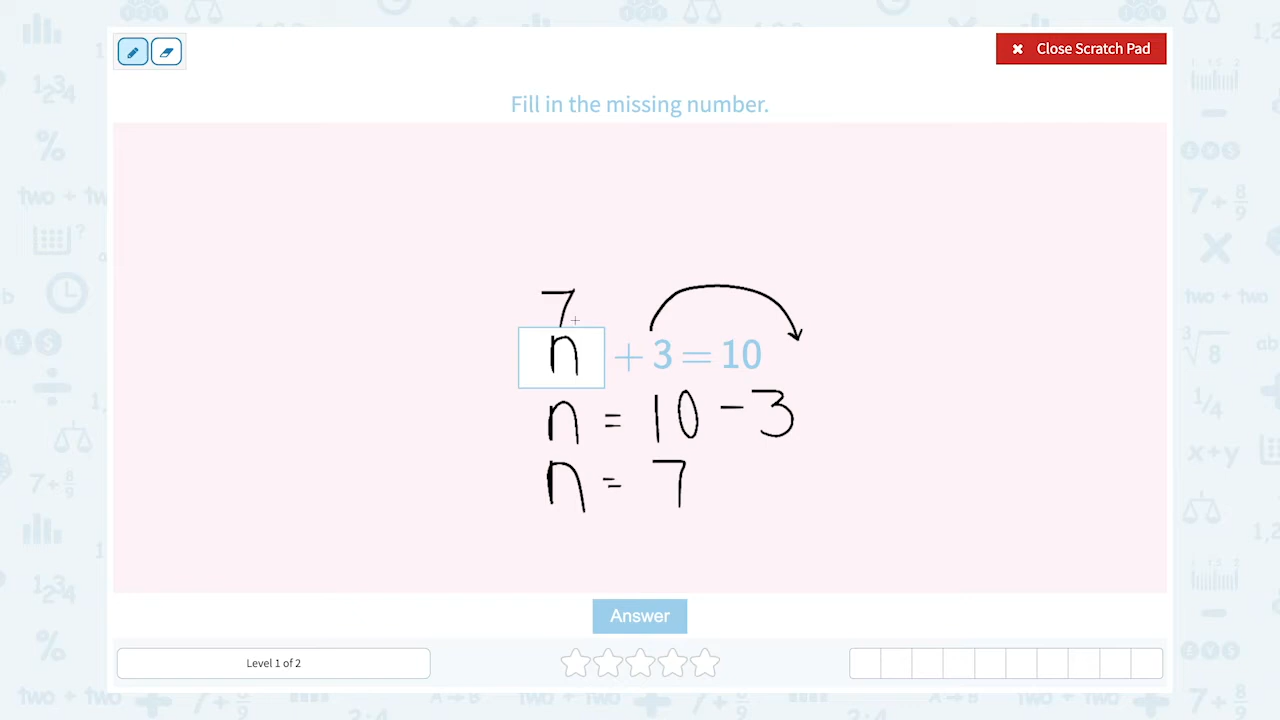 Close Scratch Pad
Fill in the missing number.
7
n + 3 = 10
n = 10 - 3
n = 7
Answer
Level 1 of 2